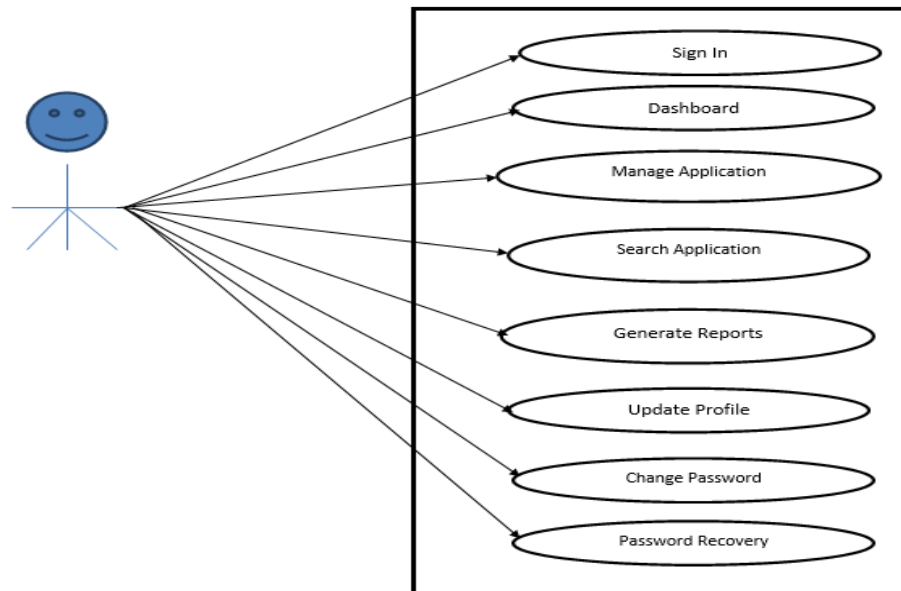 Sign In
Dashboard
Manage Application
Search Application
Generate Reports
Update Profile
Change Password
Password Recovery